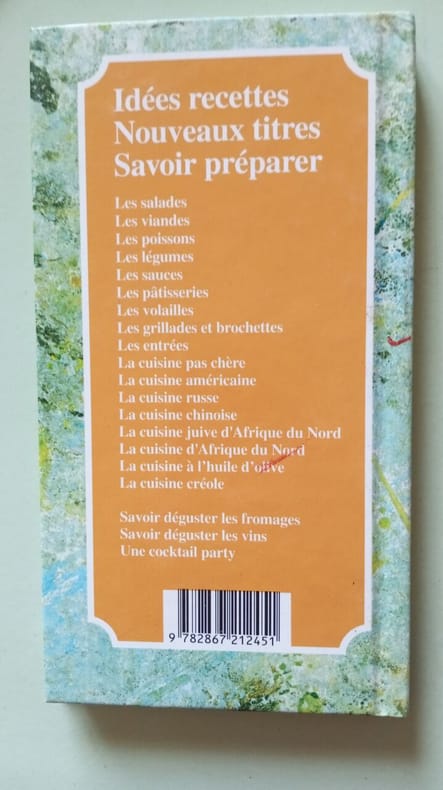 Idées recettes
Nouveaux titres
Savoir préparer
Les salades
Les viandes
Les poissons
Les légumes
Les sauces
Les pâtisseries
Les volailles
Les grillades et brochettes
Les entrées
La cuisine pas chère
La cuisine américaine
La cuisine russe
La cuisine chinoise
La cuisine juive d'Afrique du Nord
La cuisine d'Afrique du Nord
La cuisine à l'huile d'olive
La cuisine créole
Savoir déguster les fromages
Savoir déguster les vins
Une cocktail party
9 782867 212451